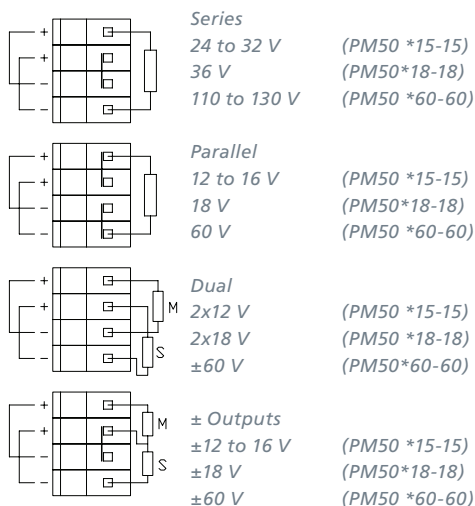 Series
24 to 32 V (PM50 *15-15)
36 V (PM50*18-18)
110 to 130 V (PM50 *60-60)
+
+
−
−
Parallel
12 to 16 V (PM50 *15-15)
18 V (PM50*18-18)
60 V (PM50 *60-60)
+
+
−
−
Dual
2x12 V (PM50 *15-15)
2x18 V (PM50 *18-18)
±60 V (PM50*60-60)
+
+
−
−
M
S
± Outputs
±12 to 16 V (PM50 *15-15)
±18 V (PM50*18-18)
±60 V (PM50 *60-60)
+
+
−
−
M
S